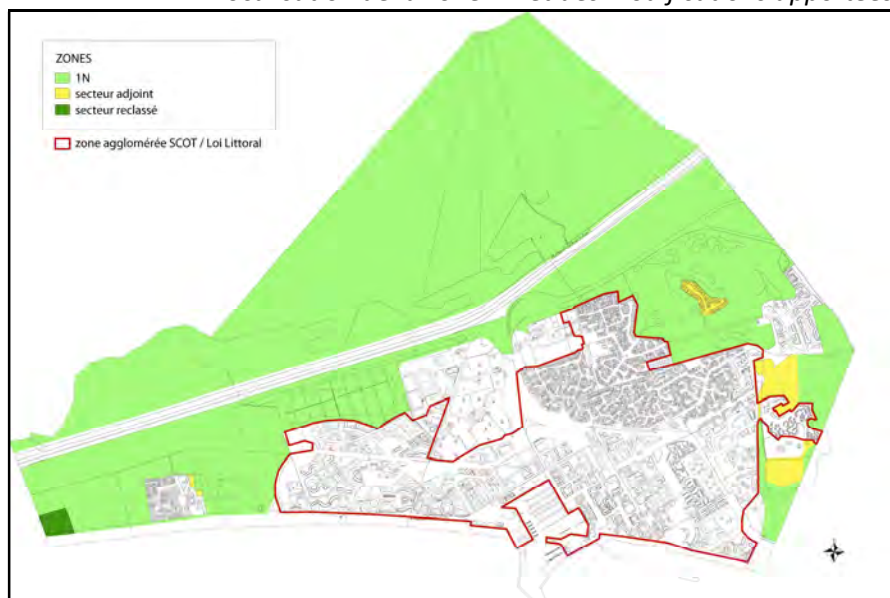 ZONES
1N
secteur adjoint
secteur reclassé
zone agglomérée SCOT / Loi Littoral